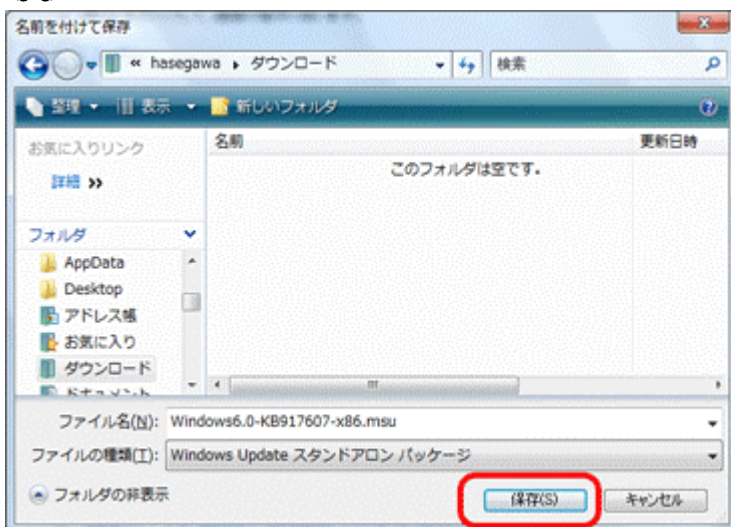 名前を付けて保存
« hasegawa ▸ ダウンロード
検索
整理 表示 新しいフォルダ
お気に入りリンク
詳細 »
フォルダ
AppData
Desktop
アドレス帳
お気に入り
ダウンロード
ドキュメント
名前 更新日時
このフォルダは空です。
ファイル名(N): Windows6.0-KB917607-x86.msu
ファイルの種類(T): Windows Update スタンドアロン パッケージ
フォルダの非表示 保存(S) キャンセル